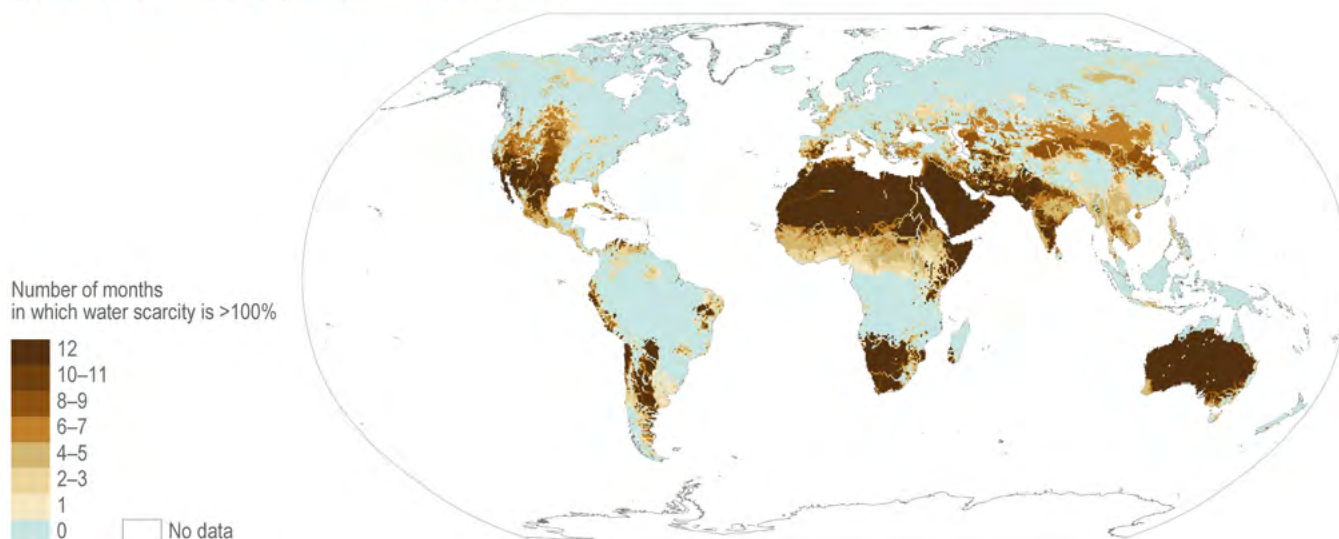 Number of months
in which water scarcity is >100%
12
10–11
8–9
6–7
4–5
2–3
1
0
No data